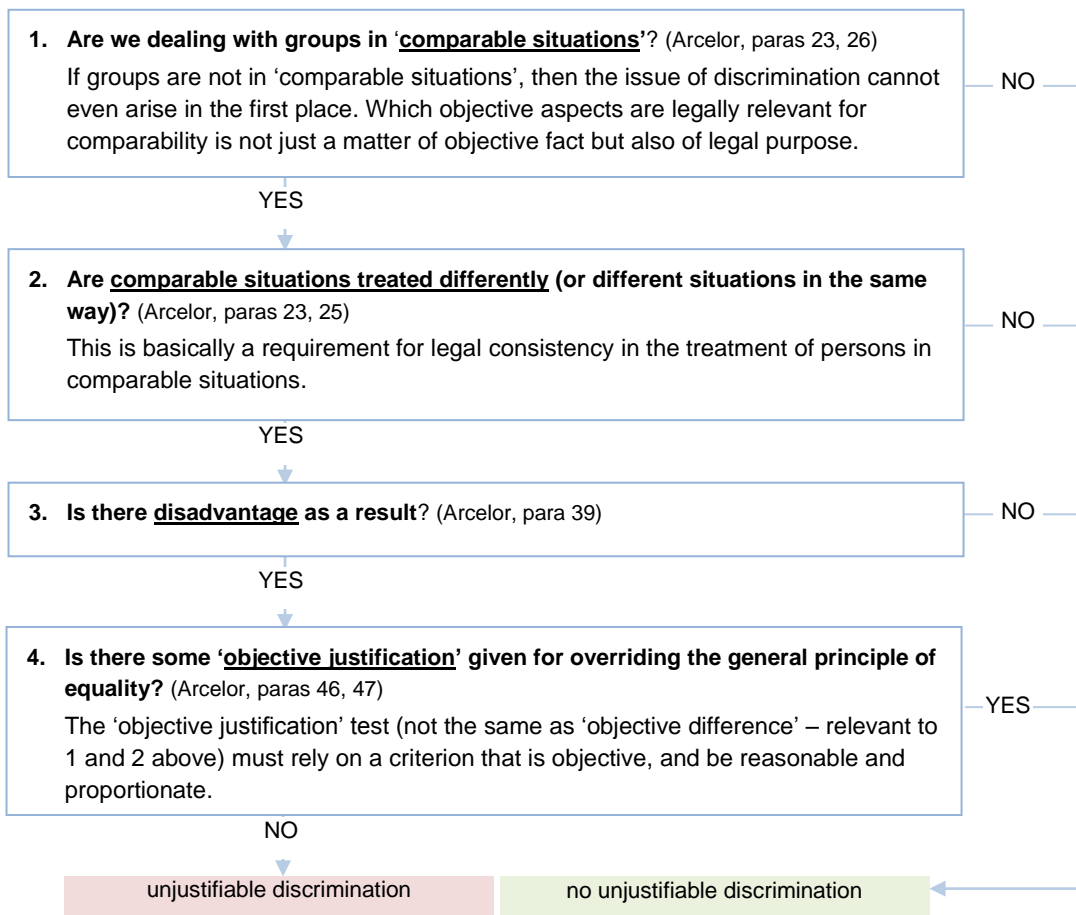 1. Are we dealing with groups in ‘comparable situations’? (Arcelor, paras 23, 26)
If groups are not in ‘comparable situations’, then the issue of discrimination cannot
even arise in the first place. Which objective aspects are legally relevant for
comparability is not just a matter of objective fact but also of legal purpose.
NO
YES
2. Are comparable situations treated differently (or different situations in the same
way)? (Arcelor, paras 23, 25)
This is basically a requirement for legal consistency in the treatment of persons in
comparable situations.
NO
YES
3. Is there disadvantage as a result? (Arcelor, para 39)
NO
YES
4. Is there some ‘objective justification’ given for overriding the general principle of
equality? (Arcelor, paras 46, 47)
The ‘objective justification’ test (not the same as ‘objective difference’ – relevant to
1 and 2 above) must rely on a criterion that is objective, and be reasonable and
proportionate.
YES
NO
unjustifiable discrimination
no unjustifiable discrimination